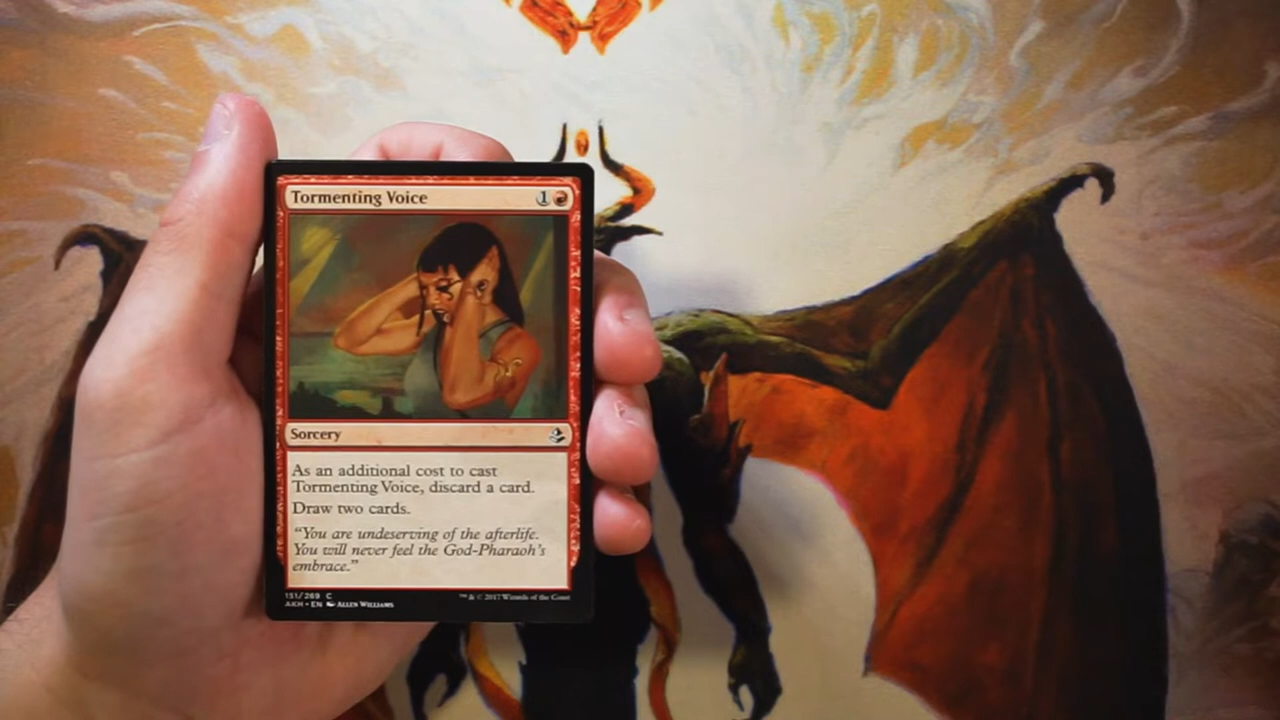 Tormenting Voice 1
Sorcery
As an additional cost to cast
Tormenting Voice, discard a card.
Draw two cards.
“You are undeserving of the afterlife.
You will never feel the God-Pharaoh’s
embrace.”
151/269 C
AKH • EN ALLEN WILLIAMS
™ & © 2017 Wizards of the Coast